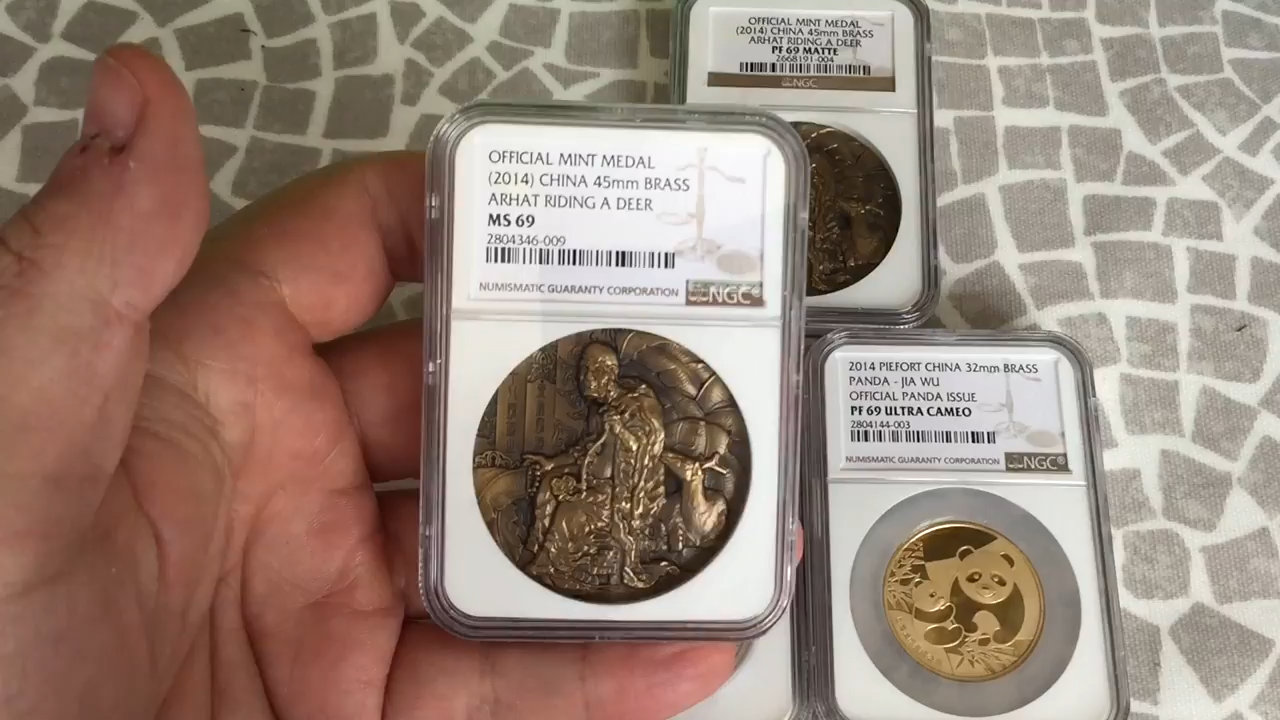 OFFICIAL MINT MEDAL
(2014) CHINA 45mm BRASS
ARHAT RIDING A DEER
PF 69 MATTE
2668191-004
NGC
OFFICIAL MINT MEDAL
(2014) CHINA 45mm BRASS
ARHAT RIDING A DEER
MS 69
2804346-009
NUMISMATIC GUARANTY CORPORATION NGC®
2014 PIEFORT CHINA 32mm BRASS
PANDA - JIA WU
OFFICIAL PANDA ISSUE
PF 69 ULTRA CAMEO
2804144-003
NUMISMATIC GUARANTY CORPORATION NGC®